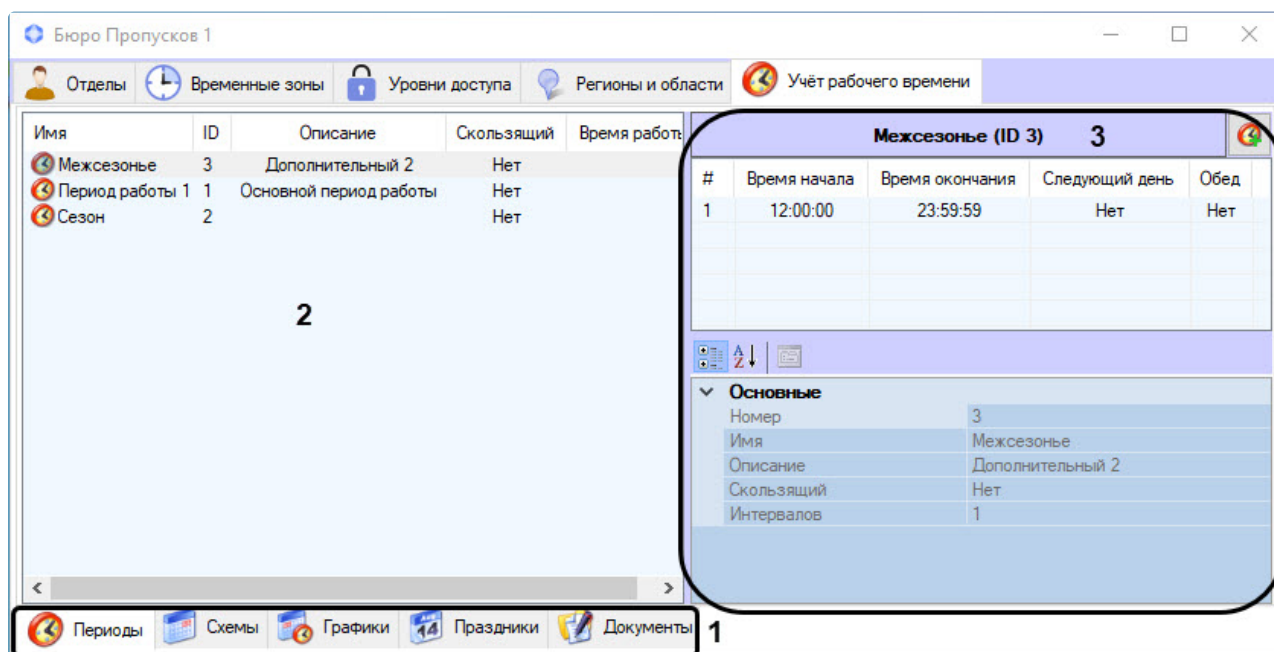 Бюро Пропусков 1
Отделы Временные зоны Уровни доступа Регионы и области Учёт рабочего времени
Имя ID Описание Скользящий Время работы
Межсезонье 3 Дополнительный 2 Нет
Период работы 1 1 Основной период работы Нет
Сезон 2 Нет
2
Межсезонье (ID 3) 3
# Время начала Время окончания Следующий день Обед
1 12:00:00 23:59:59 Нет Нет
Основные
Номер 3
Имя Межсезонье
Описание Дополнительный 2
Скользящий Нет
Интервалов 1
Периоды Схемы Графики 14 Праздники Документы 1